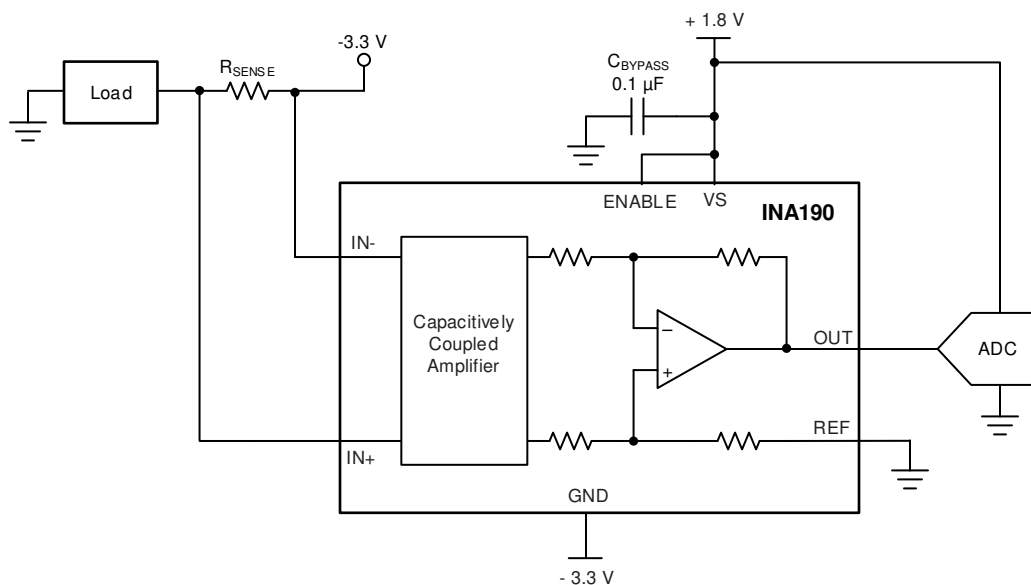 + 1.8 V
-3.3 V
CBYPASS
0.1 µF
RSENSE
Load
ENABLE
VS
INA190
IN-
Capacitively
Coupled
Amplifier
−
+
OUT
ADC
REF
IN+
GND
- 3.3 V